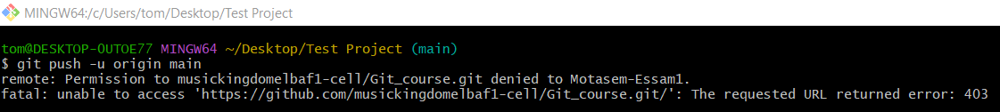 MINGW64:/c/Users/tom/Desktop/Test Project
tom@DESKTOP-OUTOE77 MINGW64 ~/Desktop/Test Project (main)
$ git push -u origin main
remote: Permission to musickingdomelbaf1-cell/Git_course.git denied to Motasem-Essam1.
fatal: unable to access 'https://github.com/musickingdomelbaf1-cell/Git_course.git/': The requested URL returned error: 403